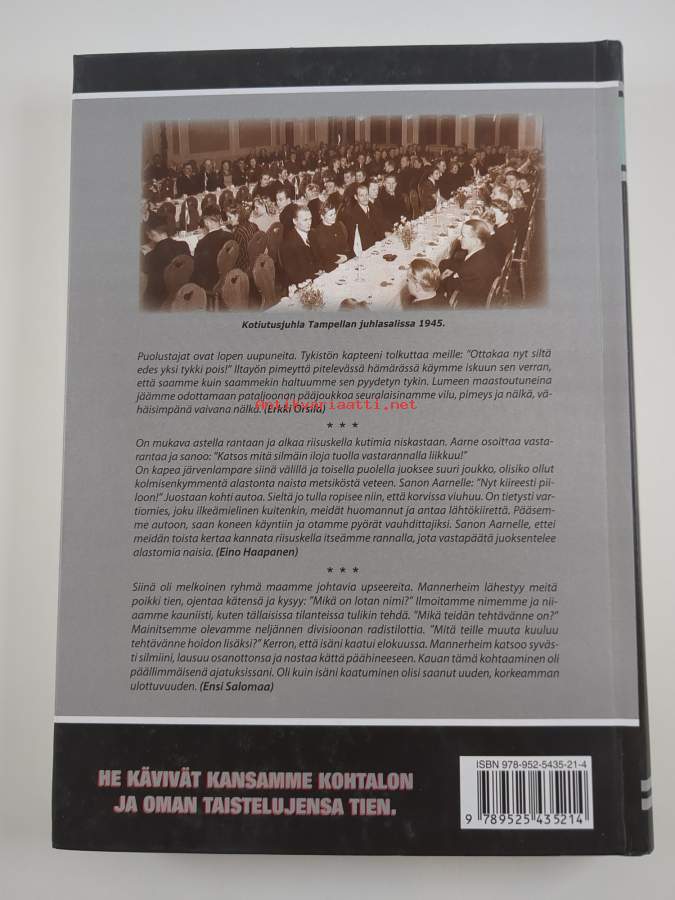 Kotiutusjuhla Tampellan juhlasalissa 1945.
Puolustajat ovat lopen uupuneita. Tykistön kapteeni tolkuttaa meille: "Ottakaa nyt siltä
edes yksi tykki pois!" Iltayön pimeyttä pitelevässä hämärässä käymme iskuun sen verran,
että saamme kuin saammekin haltuumme sen pyydetyn tykin. Lumeen maastoutuneina
jäämme odottamaan pataljoonan pääjoukkoa seuralaisinamme vilu, pimeys ja nälkä, vä-
häisimpänä vaivana nälkä. (Erkki Orsila)
Antikvariaatti.net
* * *
On mukava astella rantaan ja alkaa riisuskella kutimia niskastaan. Aarne osoittaa vasta-
rantaa ja sanoo: "Katsos mitä silmäin iloja tuolla vastarannalla liikkuu!"
On kapea järvenlampare siinä välillä ja toisella puolella juoksee suuri joukko, olisiko ollut
kolmisenkymmentä alastonta naista metsiköstä veteen. Sanon Aarnelle: "Nyt kiireesti pii-
loon!" Juostaan kohti autoa. Sieltä jo tulla ropisee niin, että korvissa viuhuu. On tietysti var-
tiomies, joku ilkeämielinen kuitenkin, meidät huomannut ja antaa lähtökiirettä. Pääsem-
me autoon, saan koneen käyntiin ja otamme pyörät vauhdittajiksi. Sanon Aarnelle, ettei
meidän toista kertaa kannata riisuskella itseämme rannalla, jota vastapäätä juoksentelee
alastomia naisia. (Eino Haapanen)
* * *
Siinä oli melkoinen ryhmä maamme johtavia upseereita. Mannerheim lähestyy meitä
poikki tien, ojentaa kätensä ja kysyy: "Mikä on lotan nimi?" Ilmoitamme nimemme ja nii-
aamme kauniisti, kuten tällaisissa tilanteissa tulikin tehdä. "Mikä teidän tehtävänne on?"
Mainitsemme olevamme neljännen divisioonan radistilottia. "Mitä teille muuta kuuluu
tehtävänne hoidon lisäksi?" Kerron, että isäni kaatui elokuussa. Mannerheim katsoo syväs-
ti silmiini, lausuu osanottonsa ja nostaa kättä päähineeseen. Kauan tämä kohtaaminen oli
päällimmäisenä ajatuksissani. Oli kuin isäni kaatuminen olisi saanut uuden, korkeamman
ulottuvuuden. (Ensi Salomaa)
HE KÄVIVÄT KANSAMME KOHTALON
JA OMAN TAISTELUJENSA TIEN.
ISBN 978-952-5435-21-4
9 789525 435214